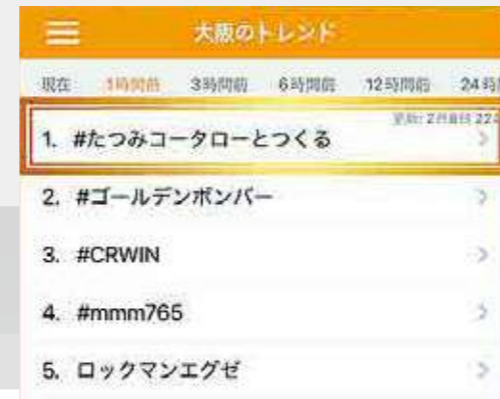 大阪のトレンド
現在 1時間前 3時間前 6時間前 12時間前 24時
1. #たつみコータローとつくる
2. #ゴールデンボンバー
3. #CRWIN
4. #mmm765
5. ロックマンエグゼ